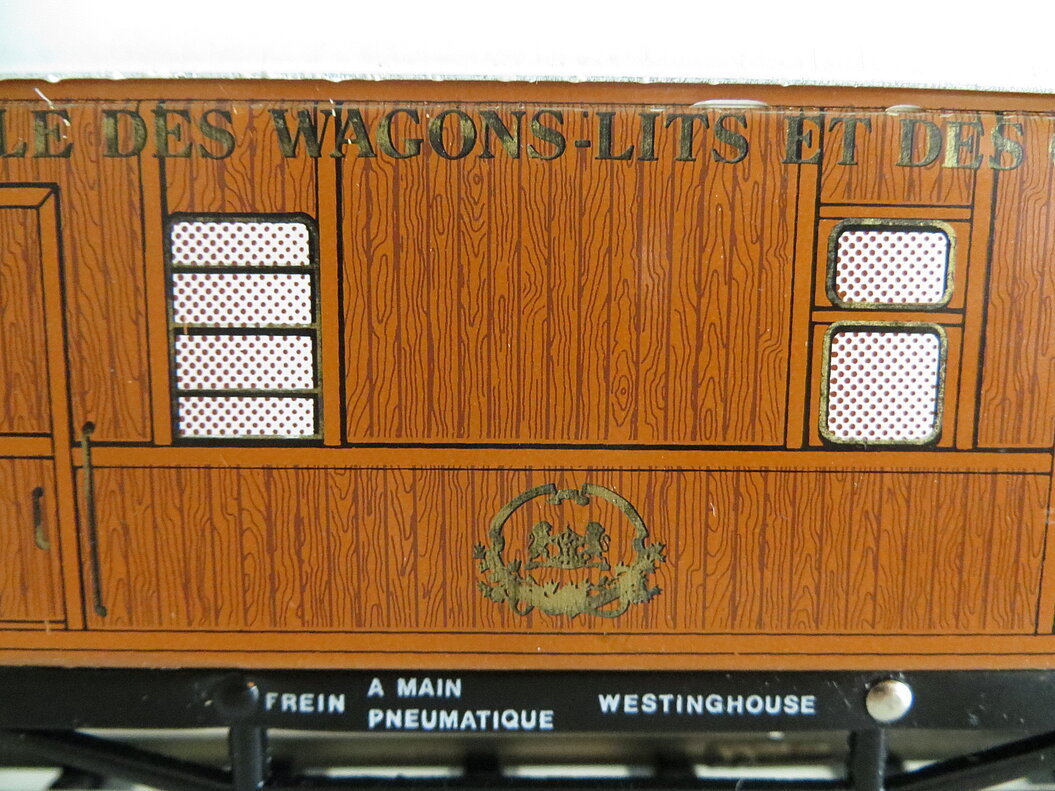 LE DES WAGONS-LITS ET DES
FREIN A MAIN
PNEUMATIQUE WESTINGHOUSE